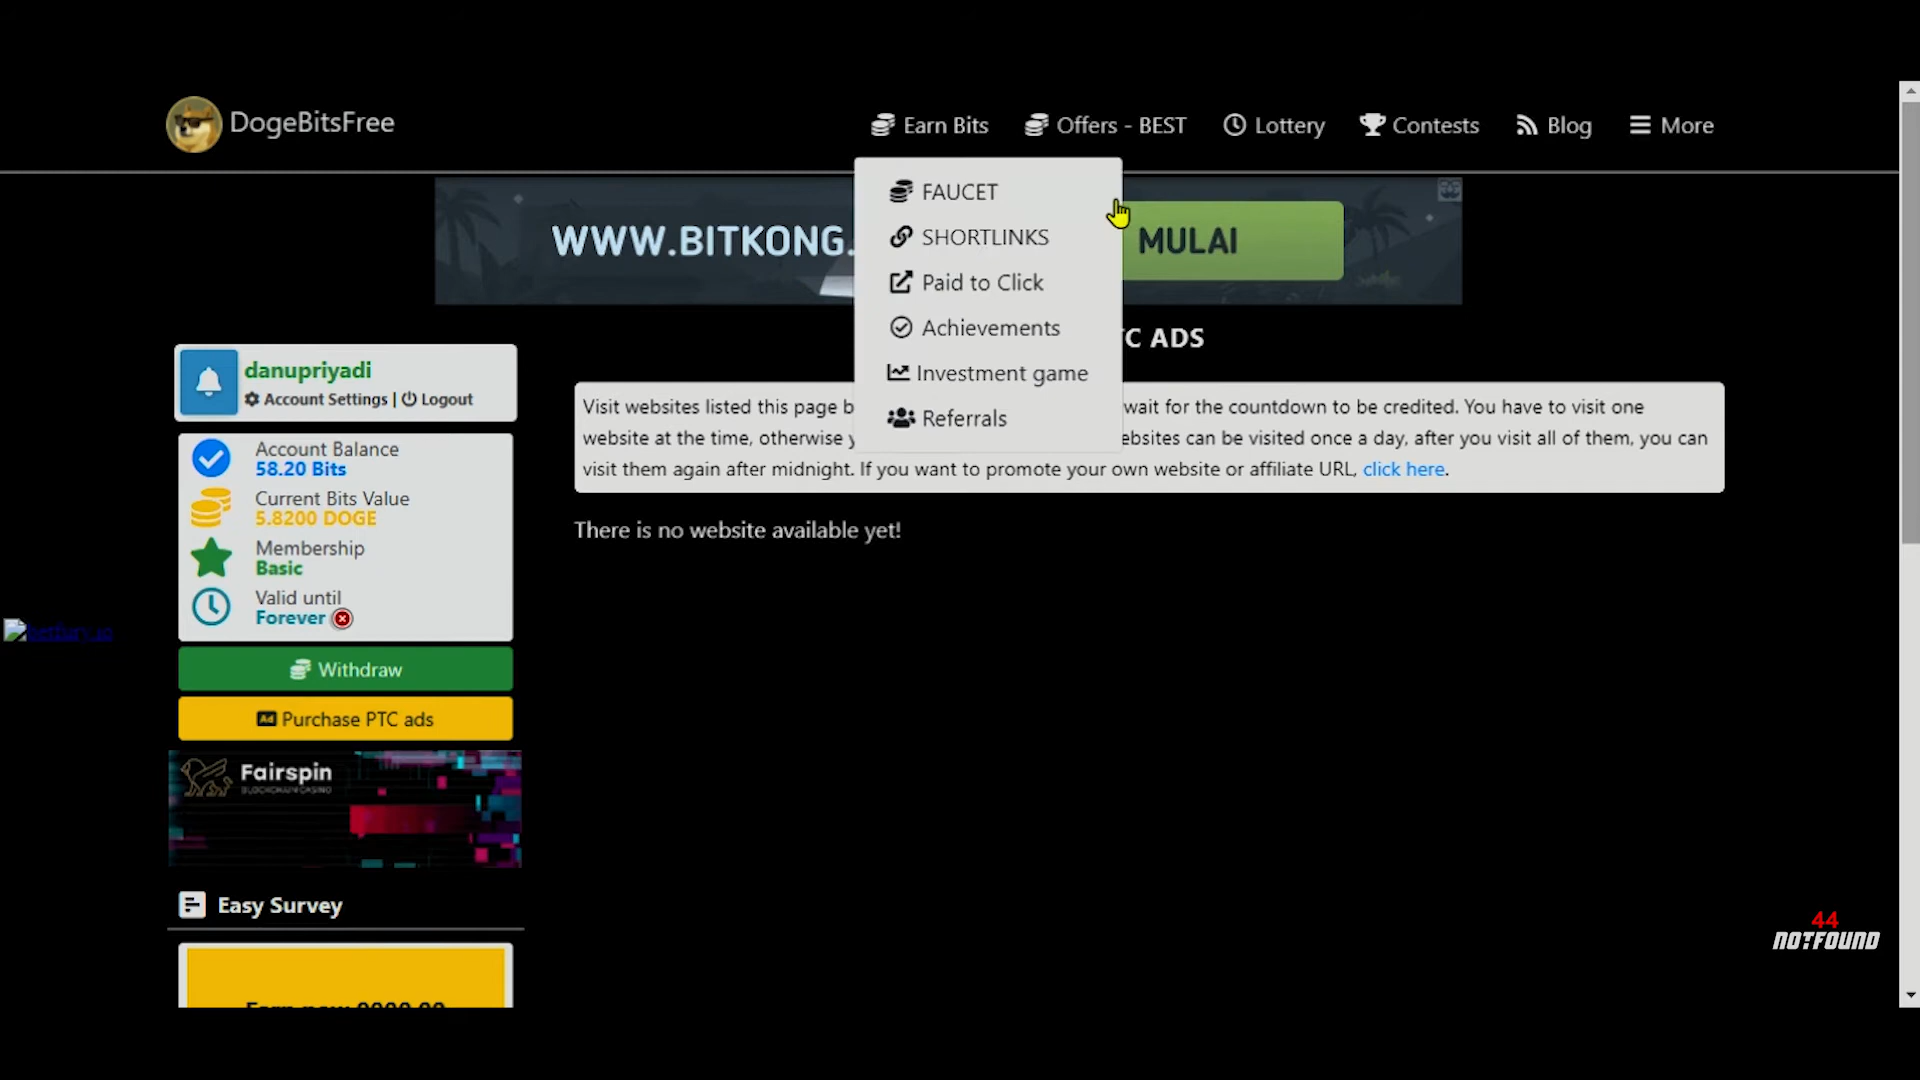 DogeBitsFree
Earn Bits
Offers - BEST
Lottery
Contests
Blog
More
FAUCET
SHORTLINKS
Paid to Click
Achievements
Investment game
Referrals
WWW.BITKONG.
MULAI
C ADS
danupriyadi
Account Settings | Logout
Account Balance
58.20 Bits
Current Bits Value
5.8200 DOGE
Membership
Basic
Valid until
Forever
Withdraw
Ad Purchase PTC ads
Fairspin
BLOCKCHAIN CASINO
Easy Survey
Visit websites listed this page b wait for the countdown to be credited. You have to visit one
website at the time, otherwise ebsites can be visited once a day, after you visit all of them, you can
visit them again after midnight. If you want to promote your own website or affiliate URL, click here.
There is no website available yet!
44
NOTFOUND